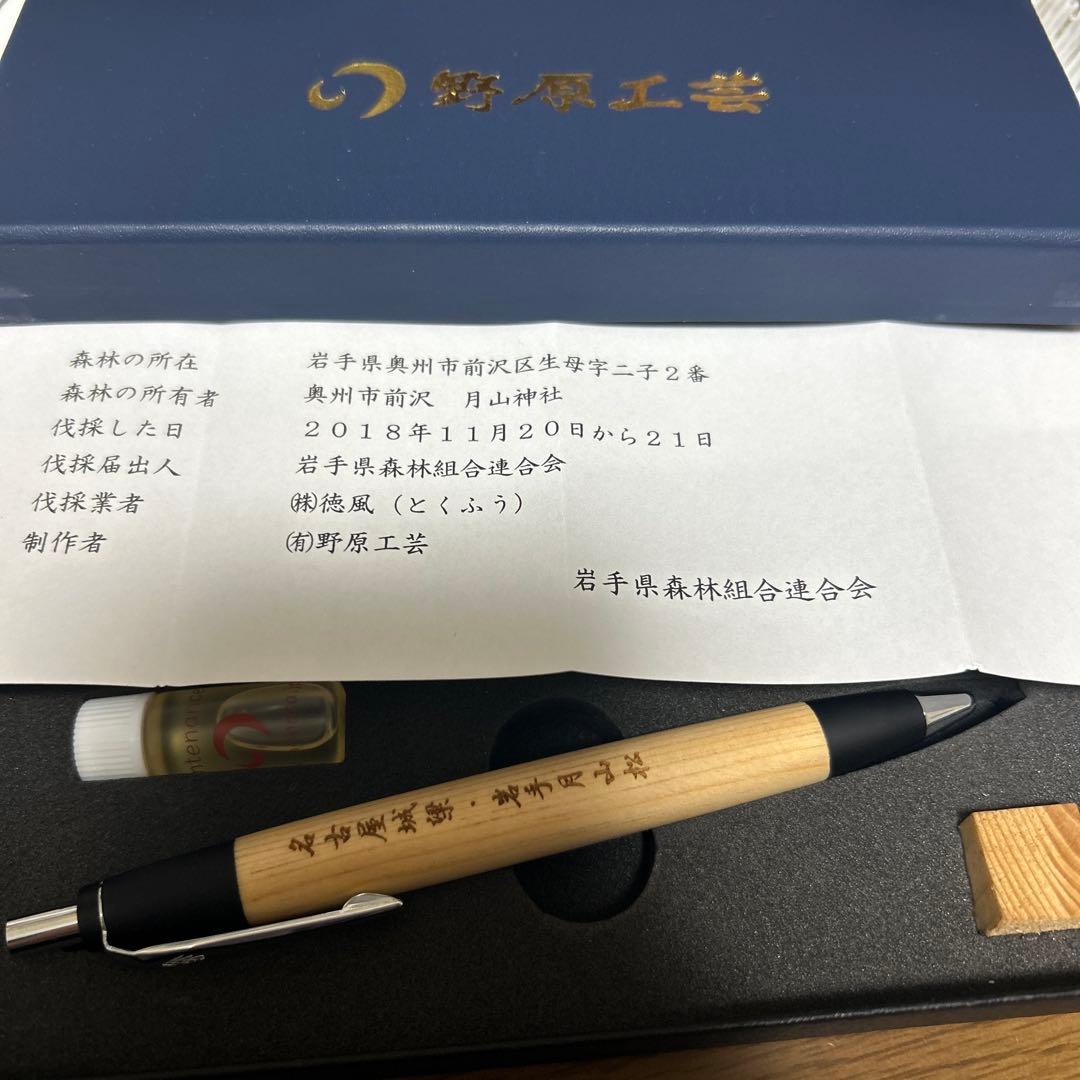 野原工芸
森林の所在 岩手県奥州市前沢区生母字二子2番
森林の所有者 奥州市前沢 月山神社
伐採した日 2018年11月20日から21日
伐採届出人 岩手県森林組合連合会
伐採業者 ㈱徳風(とくふう)
制作者 ㈲野原工芸
岩手県森林組合連合会
名古屋城梁・岩手月山松